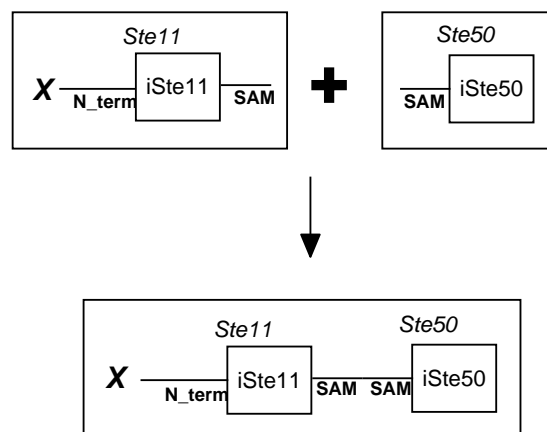 Ste11
Ste50
X
iSte11
iSte50
N_term
SAM
SAM
Ste11
Ste50
X
iSte11
iSte50
N_term
SAM
SAM